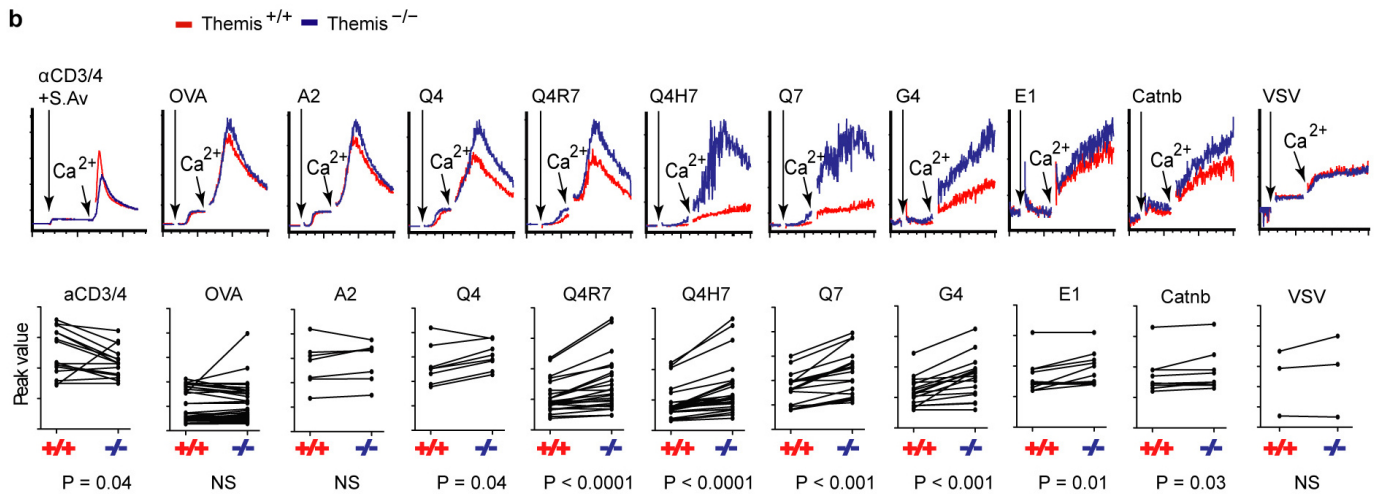 b
Themis+/+ Themis−/−
αCD3/4
+S.Av OVA A2 Q4 Q4R7 Q4H7 Q7 G4 E1 Catnb VSV
Ca2+ Ca2+ Ca2+ Ca2+ Ca2+ Ca2+ Ca2+ Ca2+ Ca2+ Ca2+ Ca2+
aCD3/4 OVA A2 Q4 Q4R7 Q4H7 Q7 G4 E1 Catnb VSV
Peak value
+/+ -/- +/+ -/- +/+ -/- +/+ -/- +/+ -/- +/+ -/- +/+ -/- +/+ -/- +/+ -/- +/+ -/- +/+ -/-
P = 0.04 NS NS P = 0.04 P < 0.0001 P < 0.0001 P < 0.001 P < 0.001 P = 0.01 P = 0.03 NS